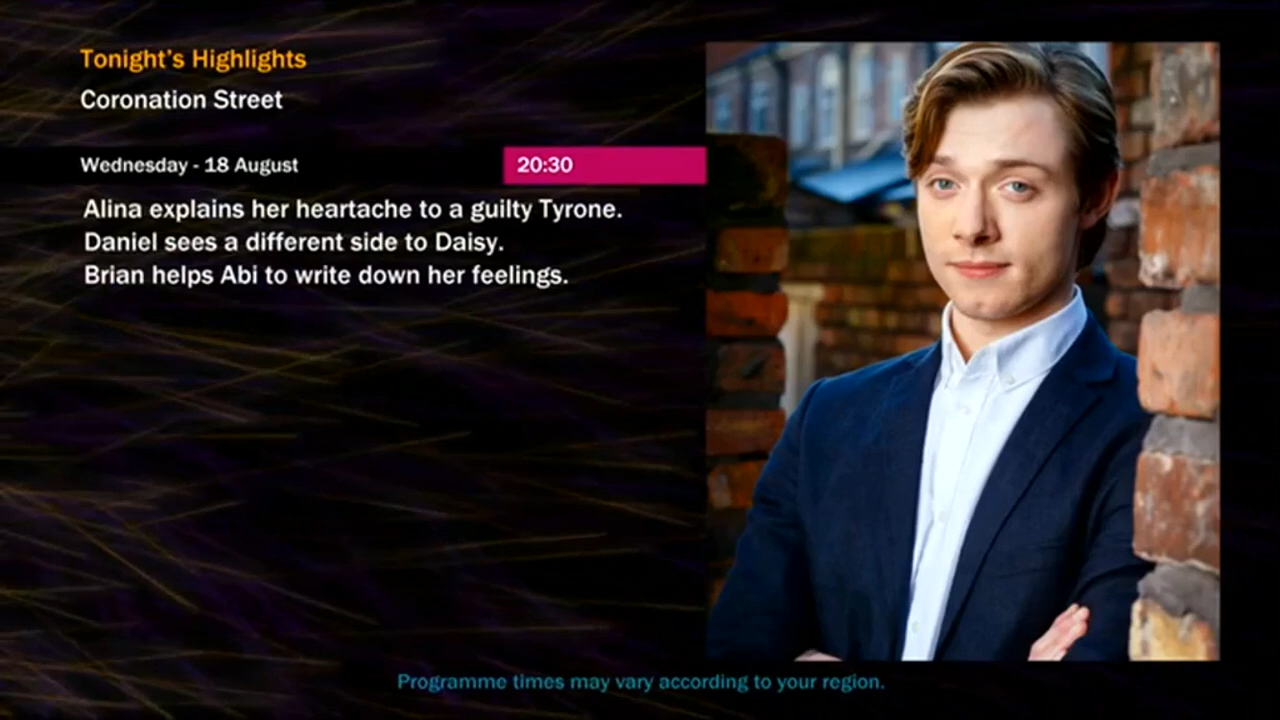 Tonight's Highlights
Coronation Street
Wednesday - 18 August
20:30
Alina explains her heartache to a guilty Tyrone.
Daniel sees a different side to Daisy.
Brian helps Abi to write down her feelings.
Programme times may vary according to your region.